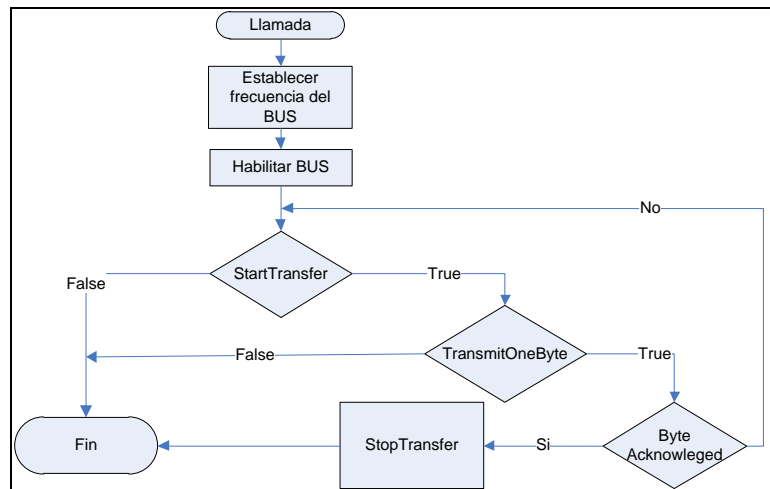 Llamada
Establecer
frecuencia del
BUS
Habilitar BUS
No
StartTransfer
False
True
TransmitOneByte
False
True
Fin
StopTransfer
Si
Byte
Acknowleged